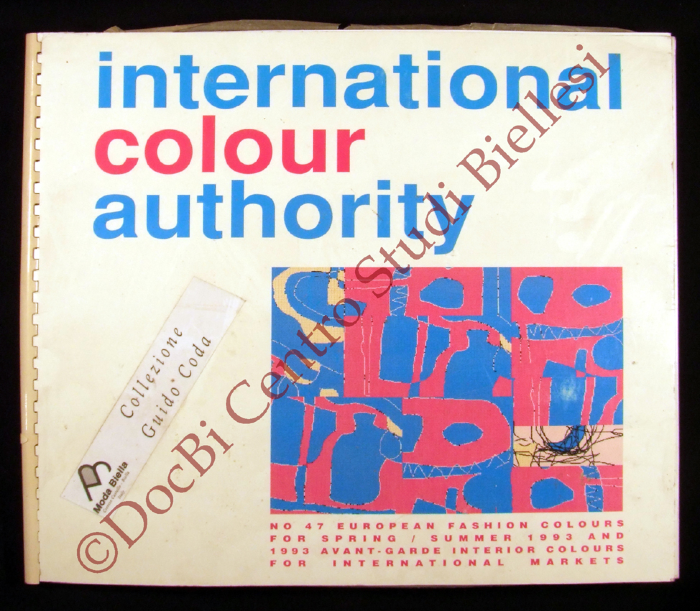 international
colour
authority
Collezione
Guido Coda
Moda Biella
NO 47 EUROPEAN FASHION COLOURS
FOR SPRING / SUMMER 1993 AND
1993 AVANT-GARDE INTERIOR COLOURS
FOR INTERNATIONAL MARKETS
©DocBi Centro Studi Biellesi